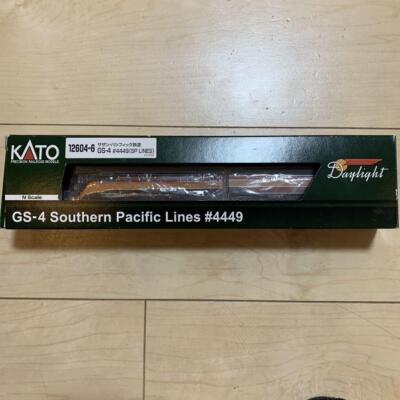 KATO
PRECISION RAILROAD MODELS
12604-6
サザン・パシフィック鉄道
GS-4 #4449(SP LINES)
N Scale
Daylight
GS-4 Southern Pacific Lines #4449